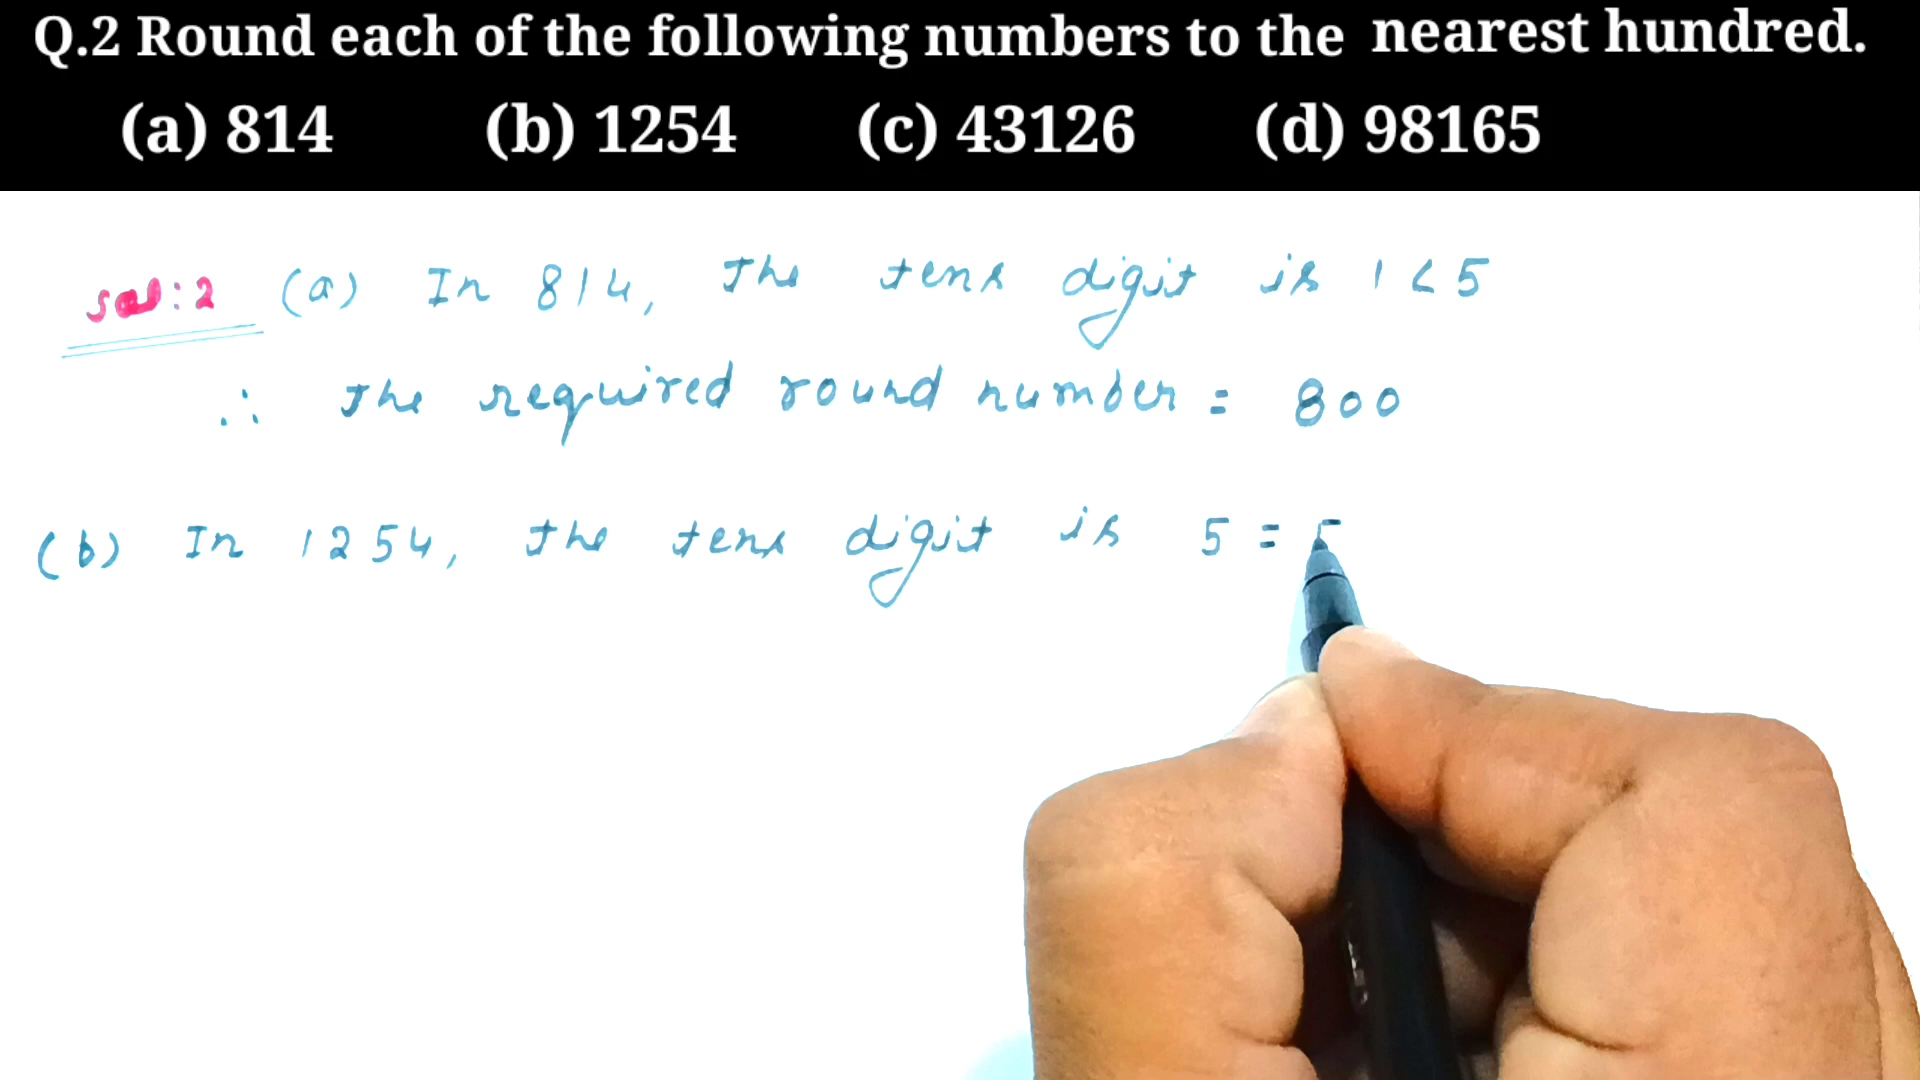 Q.2 Round each of the following numbers to the nearest hundred.
(a) 814 (b) 1254 (c) 43126 (d) 98165
sol:2 (a) In 814, The tens digit is 1 < 5
∴ The required round number = 800
(b) In 1254, the tens digit is 5 = 5